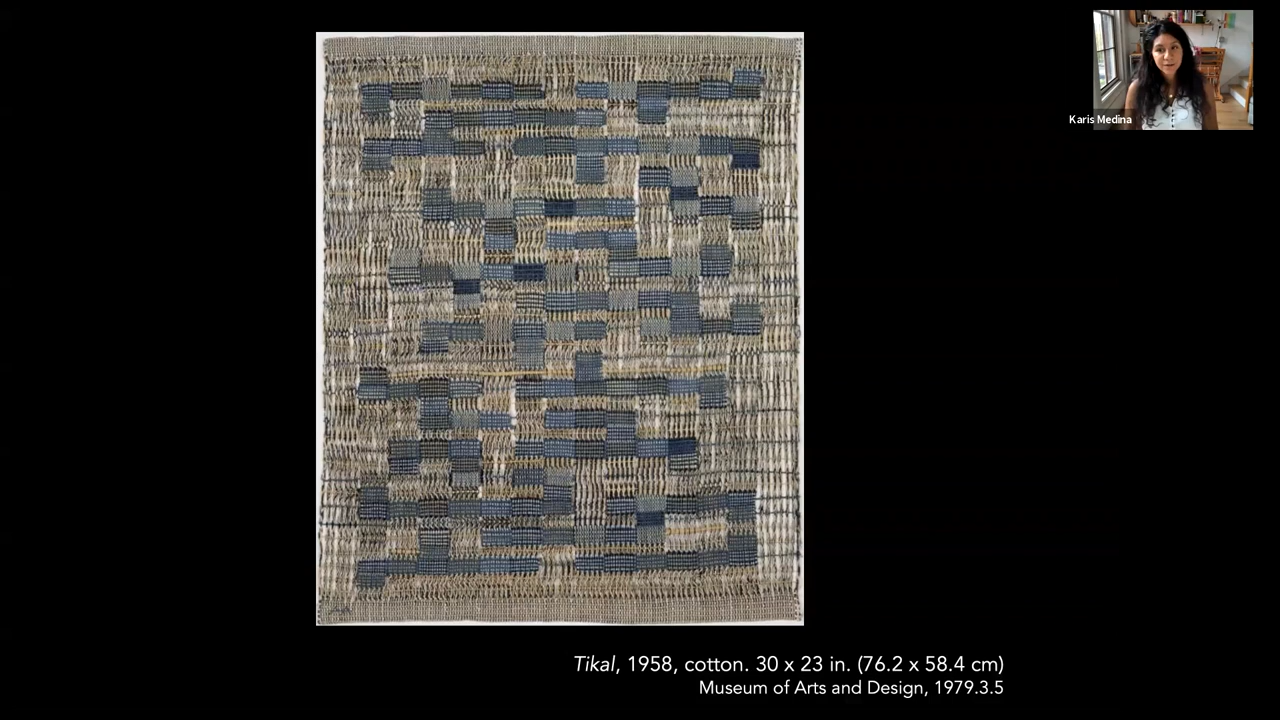 Karis Medina
Tikal, 1958, cotton. 30 x 23 in. (76.2 x 58.4 cm)
Museum of Arts and Design, 1979.3.5